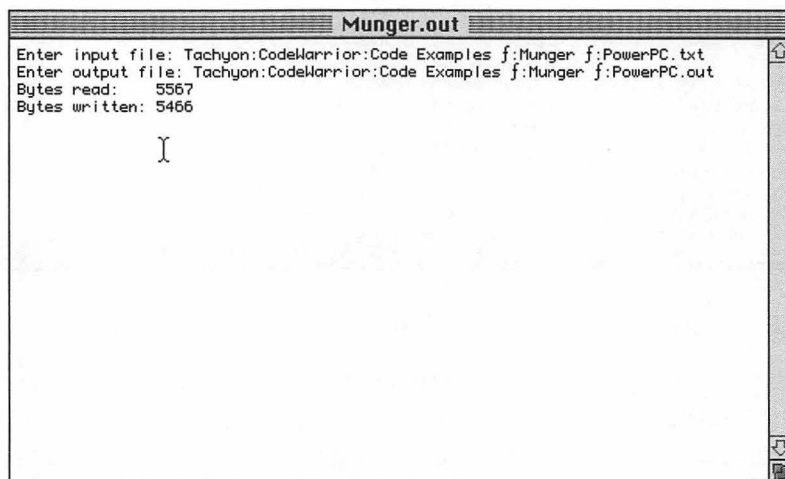 Munger.out
Enter input file: Tachyon:CodeWarrior:Code Examples ƒ:Munger ƒ:PowerPC.txt
Enter output file: Tachyon:CodeWarrior:Code Examples ƒ:Munger ƒ:PowerPC.out
Bytes read:    5567
Bytes written: 5466